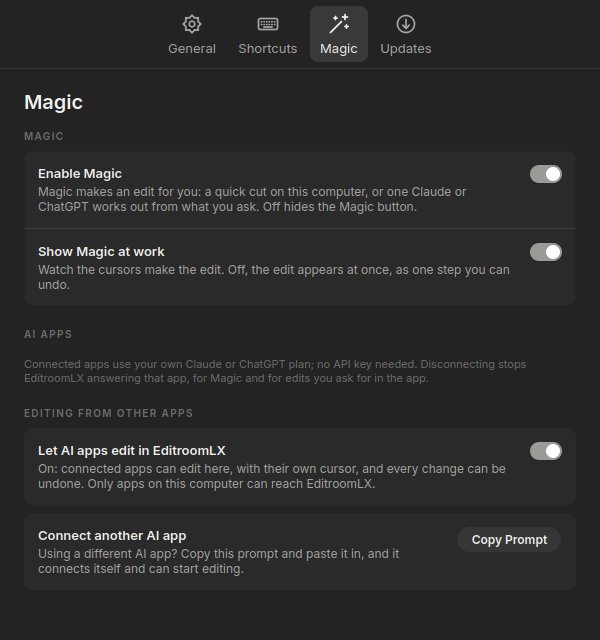 General
Shortcuts
Magic
Updates
Magic
MAGIC
Enable Magic
Magic makes an edit for you: a quick cut on this computer, or one Claude or
ChatGPT works out from what you ask. Off hides the Magic button.
Show Magic at work
Watch the cursors make the edit. Off, the edit appears at once, as one step you can
undo.
AI APPS
Connected apps use your own Claude or ChatGPT plan; no API key needed. Disconnecting stops
EditroomLX answering that app, for Magic and for edits you ask for in the app.
EDITING FROM OTHER APPS
Let AI apps edit in EditroomLX
On: connected apps can edit here, with their own cursor, and every change can be
undone. Only apps on this computer can reach EditroomLX.
Connect another AI app
Using a different AI app? Copy this prompt and paste it in, and it
connects itself and can start editing.
Copy Prompt